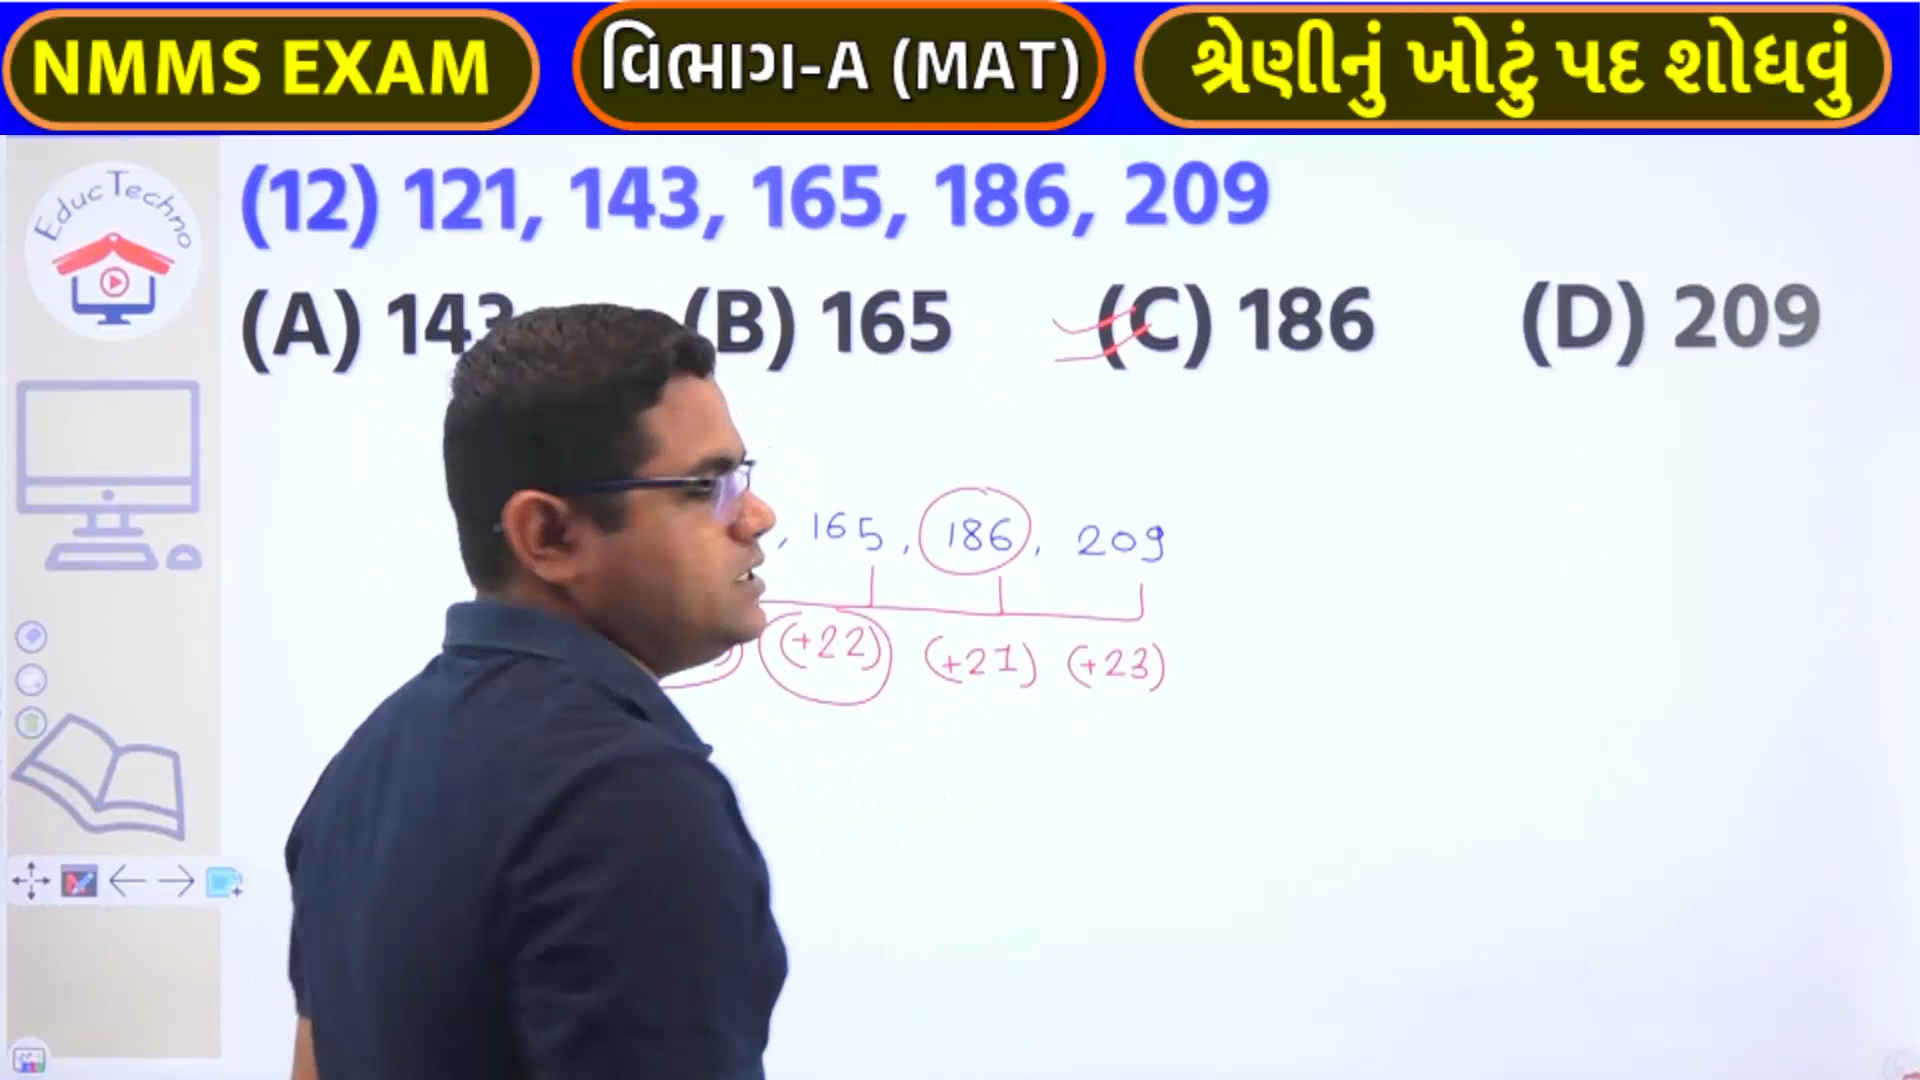 NMMS EXAM
વિભાગ-A (MAT)
શ્રેણીનું ખોટું પદ શોધવું
EducTechno
(12) 121, 143, 165, 186, 209
(A) 143 (B) 165 (C) 186 (D) 209
, 165, 186, 209
(+22) (+21) (+23)